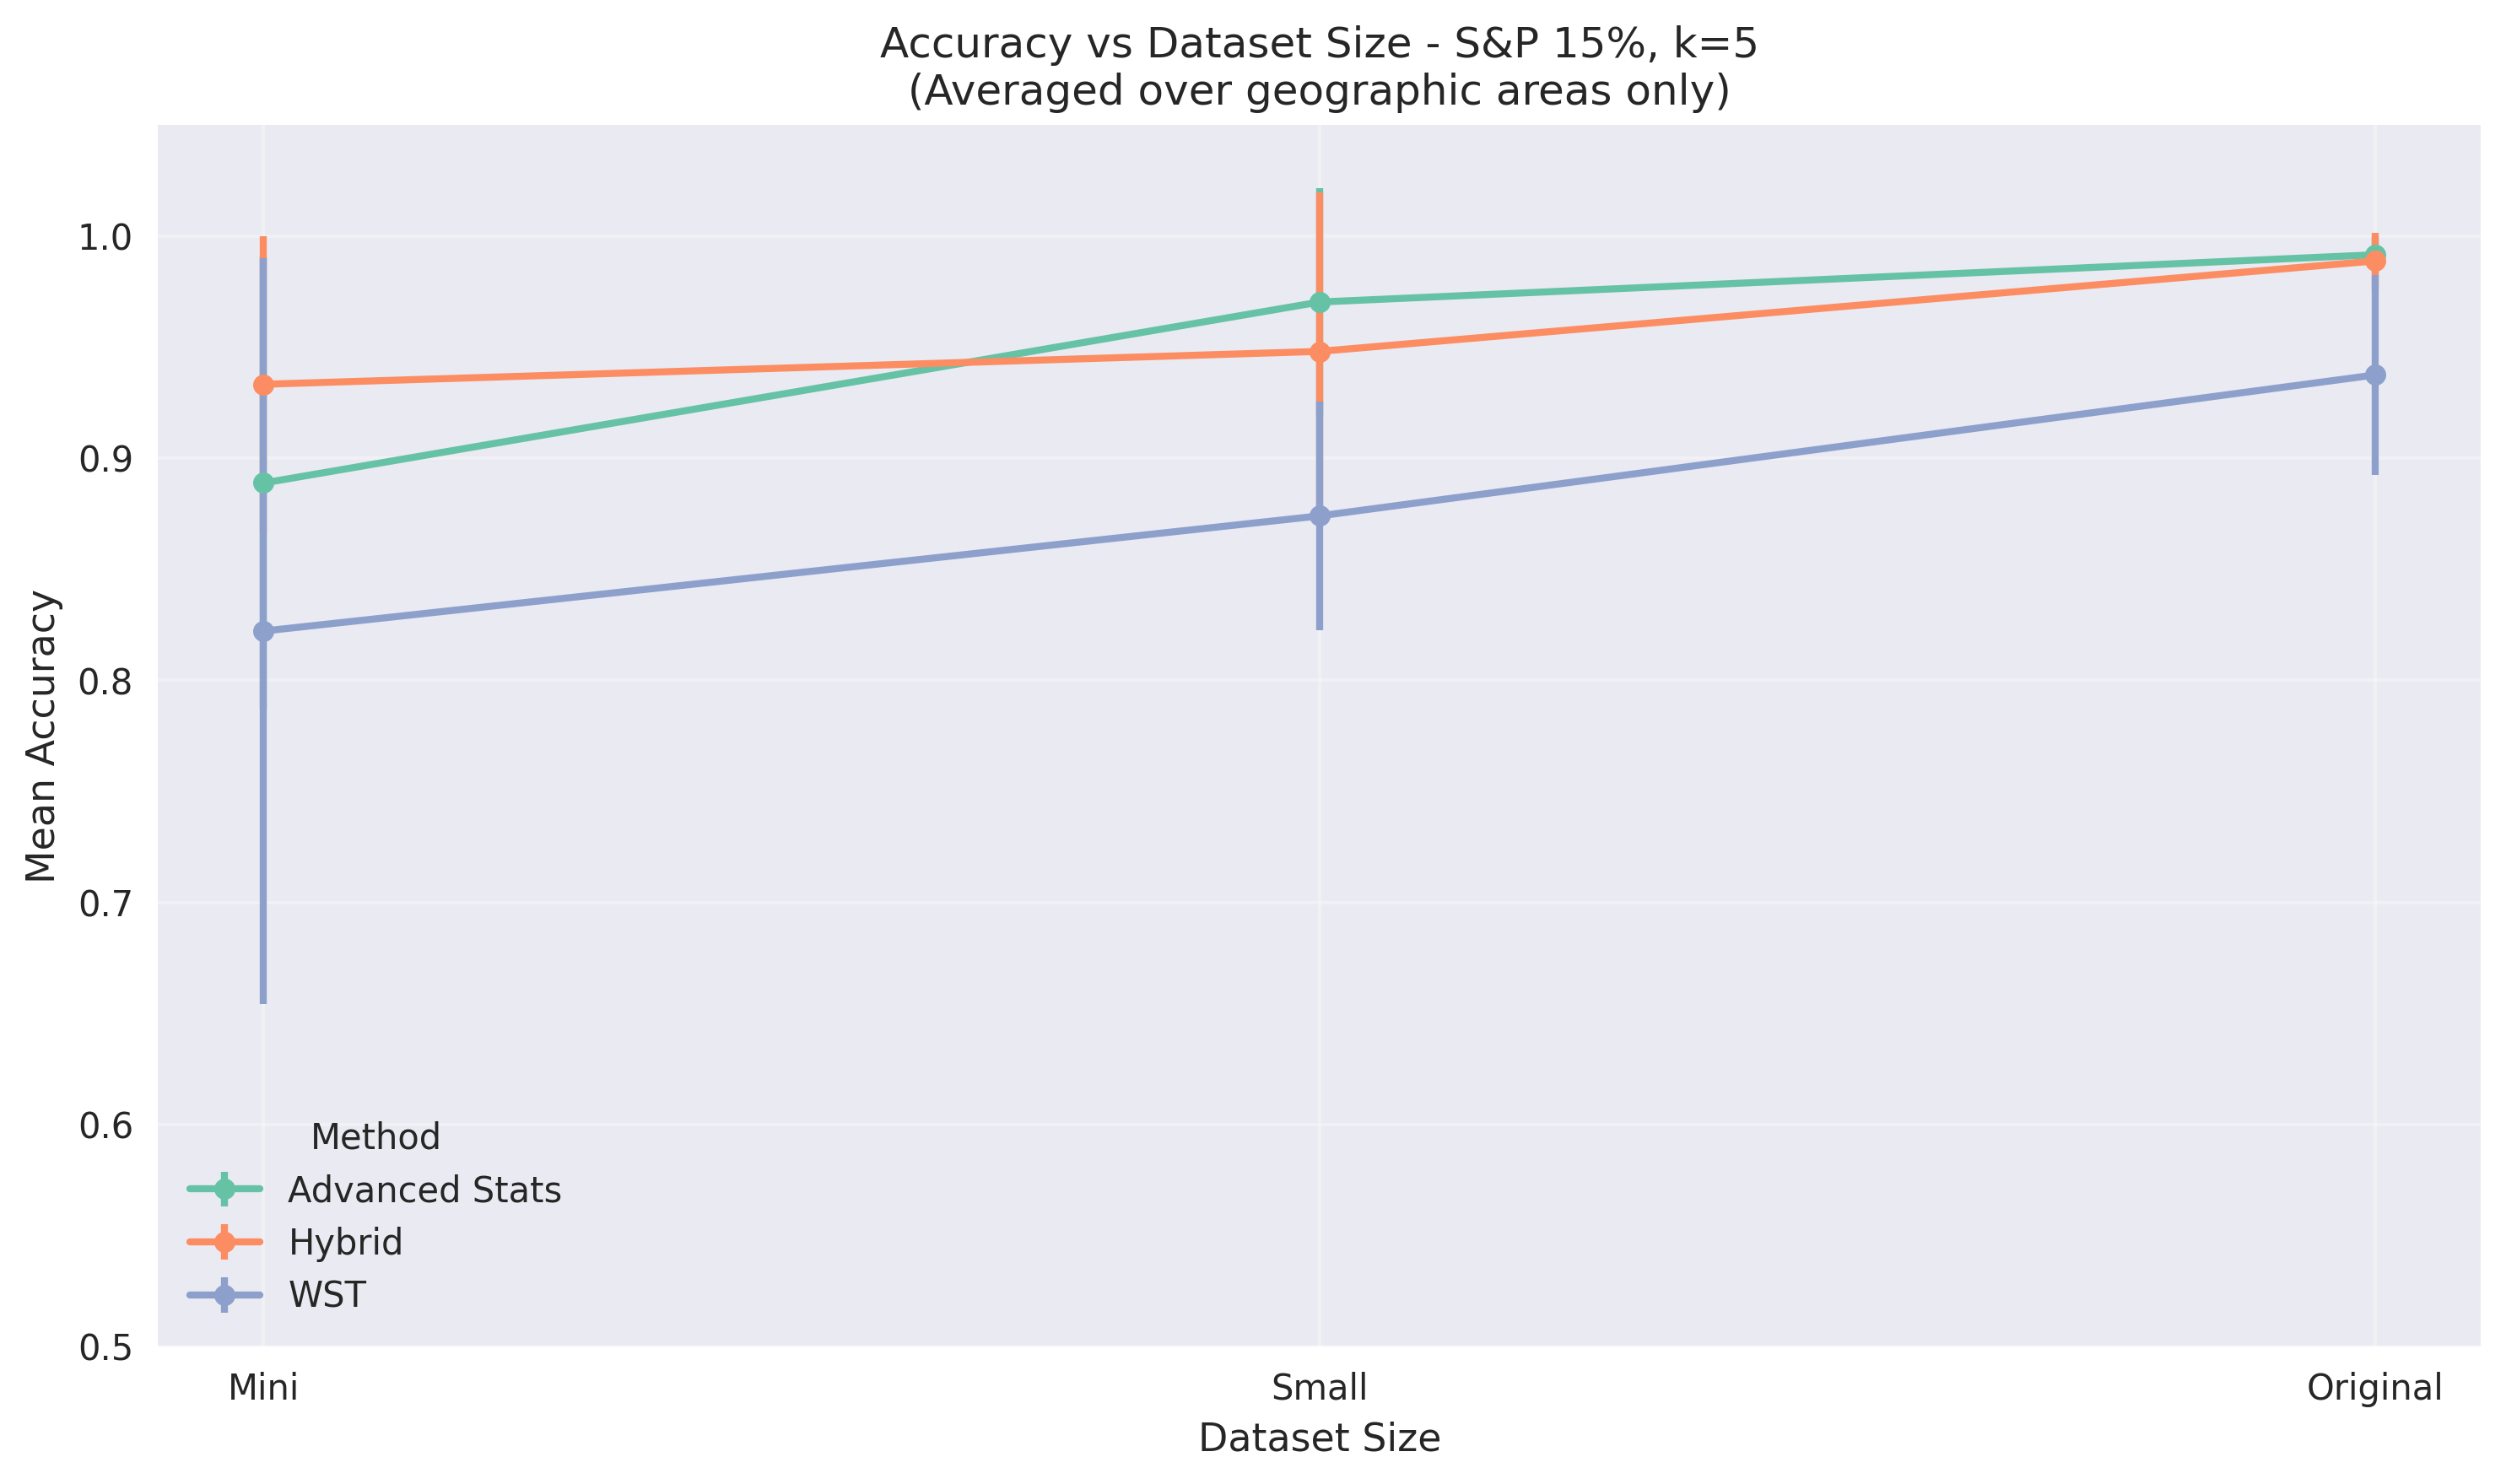 Accuracy vs Dataset Size - S&P 15%, k=5
(Averaged over geographic areas only)
Mean Accuracy
1.0
0.9
0.8
0.7
0.6
0.5
Method
Advanced Stats
Hybrid
WST
Mini
Small
Original
Dataset Size